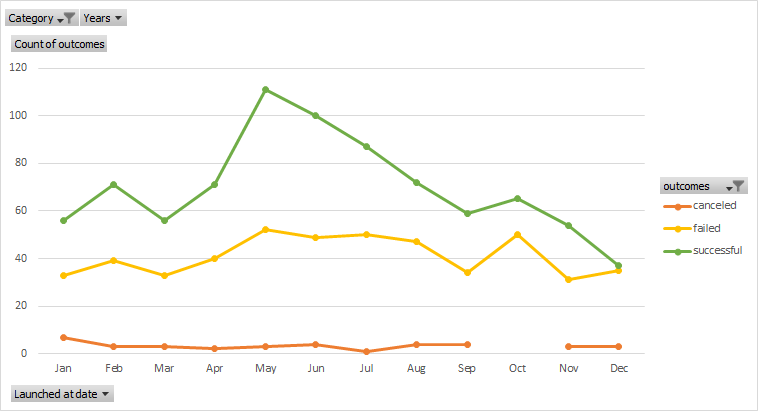 Category Years
Count of outcomes
120
100
80
60
40
20
0
Jan Feb Mar Apr May Jun Jul Aug Sep Oct Nov Dec
outcomes
canceled
failed
successful
Launched at date